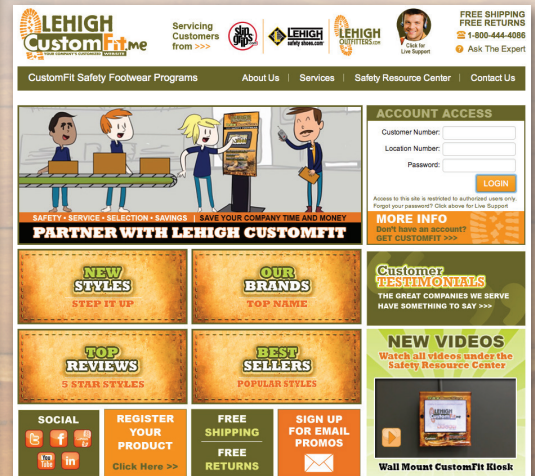 LEHIGH
CustomFit.me
YOUR COMPANY'S CUSTOMFIT WEBSITE
Servicing
Customers
from >>>
LEHIGH
safety shoes.com
LEHIGH
OUTFITTERS.com
Click for
Live Support
FREE SHIPPING
FREE RETURNS
1-800-444-4086
Ask The Expert
CustomFit Safety Footwear Programs
About Us | Services | Safety Resource Center | Contact Us
SAFETY • SERVICE • SELECTION • SAVINGS | SAVE YOUR COMPANY TIME AND MONEY
PARTNER WITH LEHIGH CUSTOMFIT
ACCOUNT ACCESS
Customer Number:
Location Number:
Password:
LOGIN
Access to this site is restricted to authorized users only.
Forgot your password? Click above for Live Support
MORE INFO
Don't have an account?
GET CUSTOMFIT >>>
NEW
STYLES
STEP IT UP
OUR
BRANDS
TOP NAME
TOP
REVIEWS
5 STAR STYLES
BEST
SELLERS
POPULAR STYLES
Customer
TESTIMONIALS
THE GREAT COMPANIES WE SERVE
HAVE SOMETHING TO SAY >>>
NEW VIDEOS
Watch all videos under the
Safety Resource Center
LEHIGH
Wall Mount CustomFit Kiosk
SOCIAL
You
Tube
in
REGISTER
YOUR
PRODUCT
Click Here >>
FREE
SHIPPING
FREE
RETURNS
SIGN UP
FOR EMAIL
PROMOS